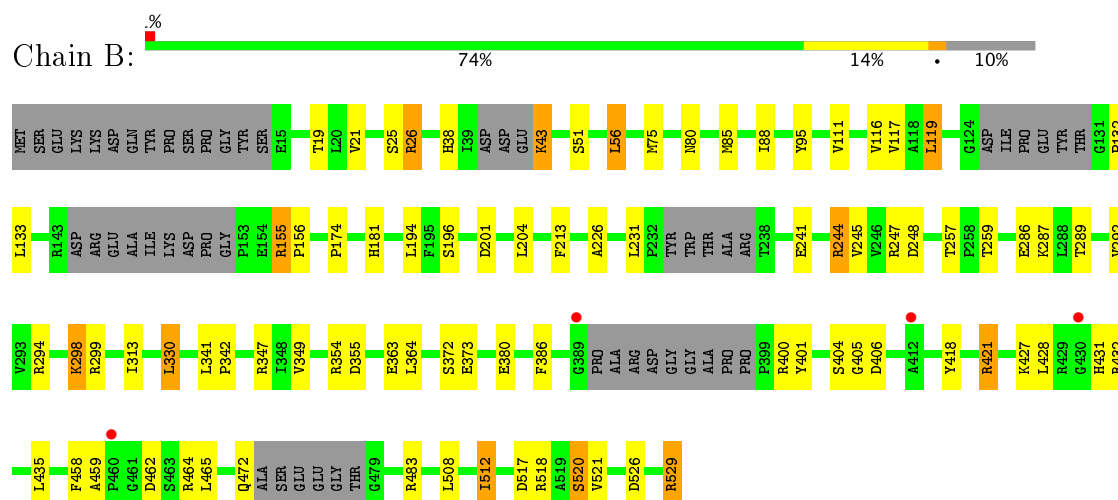 .%
Chain B:
74% 14% • 10%
MET SER GLU LYS LYS ASP GLN TYR PRO SER PRO GLY TYR SER E15 T19 L20 V21 S25 R26 H38 I39 ASP ASP GLU K43 S51 L56 M75 N80 M85 I88 Y95 V111 V116 V117 A118 L119 G124 ASP ILE PRO GLU TYR THR G131 P132
L133 R143 ASP ARG GLU ALA ILE LYS ASP PRO GLY P153 E154 R155 P156 P174 H181 L194 F195 S196 D201 L204 F213 A226 L231 P232 TYR TRP THR ALA ARG T238 E241 R244 V245 V246 R247 D248 T257 P258 T259 E286 K287 L288 T289 V292
V293 R294 K298 R299 I313 L330 L341 P342 R347 I348 V349 R354 D355 E363 L364 S372 E373 E380 F386 G389 PRO ALA ARG ASP GLY GLY ALA PRO PRO P399 R400 Y401 S404 G405 D406 A412 Y418 R421 K427 L428 R429 G430 H431 R432
L435 F458 A459 P460 G461 D462 S463 R464 L465 Q472 ALA SER GLU GLU GLY THR G479 R483 L508 I512 D517 R518 A519 S520 V521 D526 R529